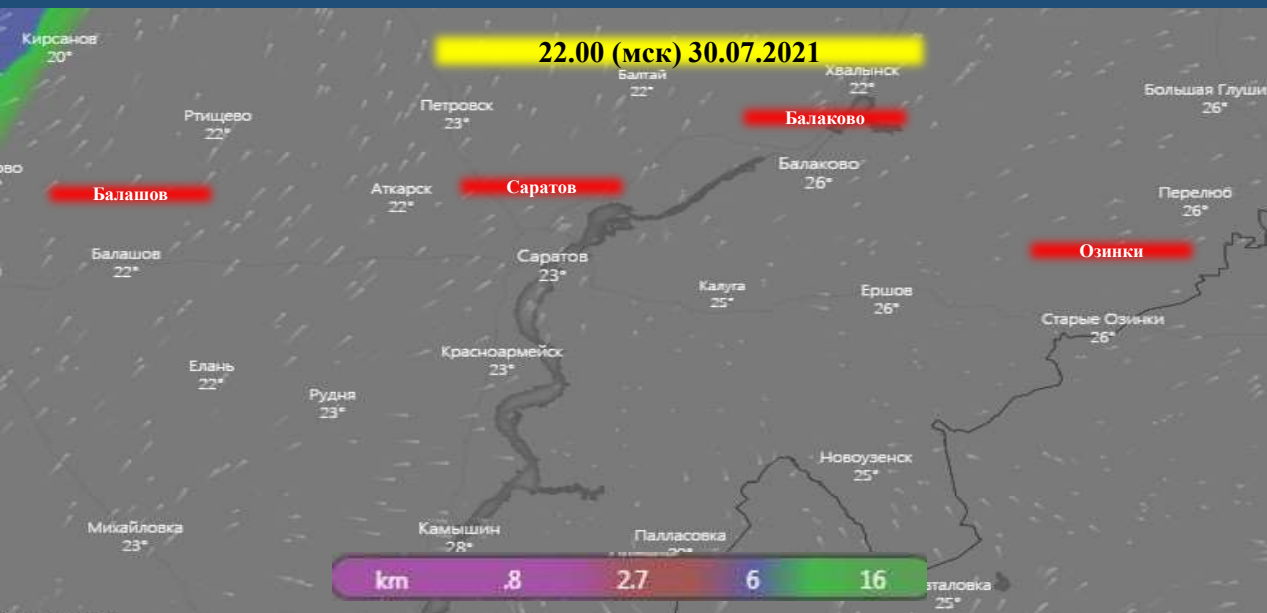 22.00 (мск) 30.07.2021
Кирсанов
20°
Балтай
22°
Хвалынск
22°
Большая Глуши
26°
Ртищево
22°
Петровск
23°
Балаково
Балаково
26°
ово
Балашов
Аткарск
22°
Саратов
Перелюб
26°
Озинки
Балашов
22°
Саратов
23°
Калуга
25°
Ершов
26°
Старые Озинки
26°
Красноармейск
23°
Елань
22°
Рудня
23°
Новоузенск
25°
Михайловка
23°
Камышин
28°
Палласовка
km .8 2.7 6 16
зталовка
25°